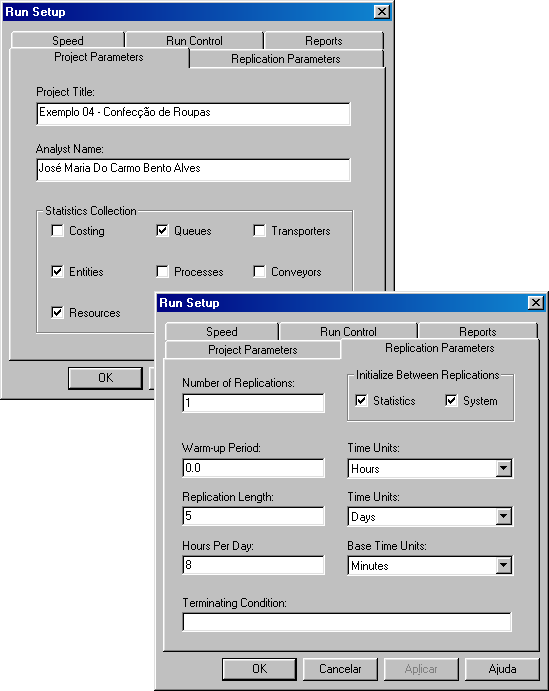 Run Setup
Speed
Run Control
Reports
Project Parameters
Replication Parameters
Project Title:
Exemplo 04 - Confecção de Roupas
Analyst Name:
José Maria Do Carmo Bento Alves
Statistics Collection
Costing
Queues
Transporters
Entities
Processes
Conveyors
Resources
OK
Run Setup
Speed
Run Control
Reports
Project Parameters
Replication Parameters
Number of Replications:
1
Initialize Between Replications
Statistics
System
Warm-up Period:
0.0
Time Units:
Hours
Replication Length:
5
Time Units:
Days
Hours Per Day:
8
Base Time Units:
Minutes
Terminating Condition:
OK
Cancelar
Aplicar
Ajuda